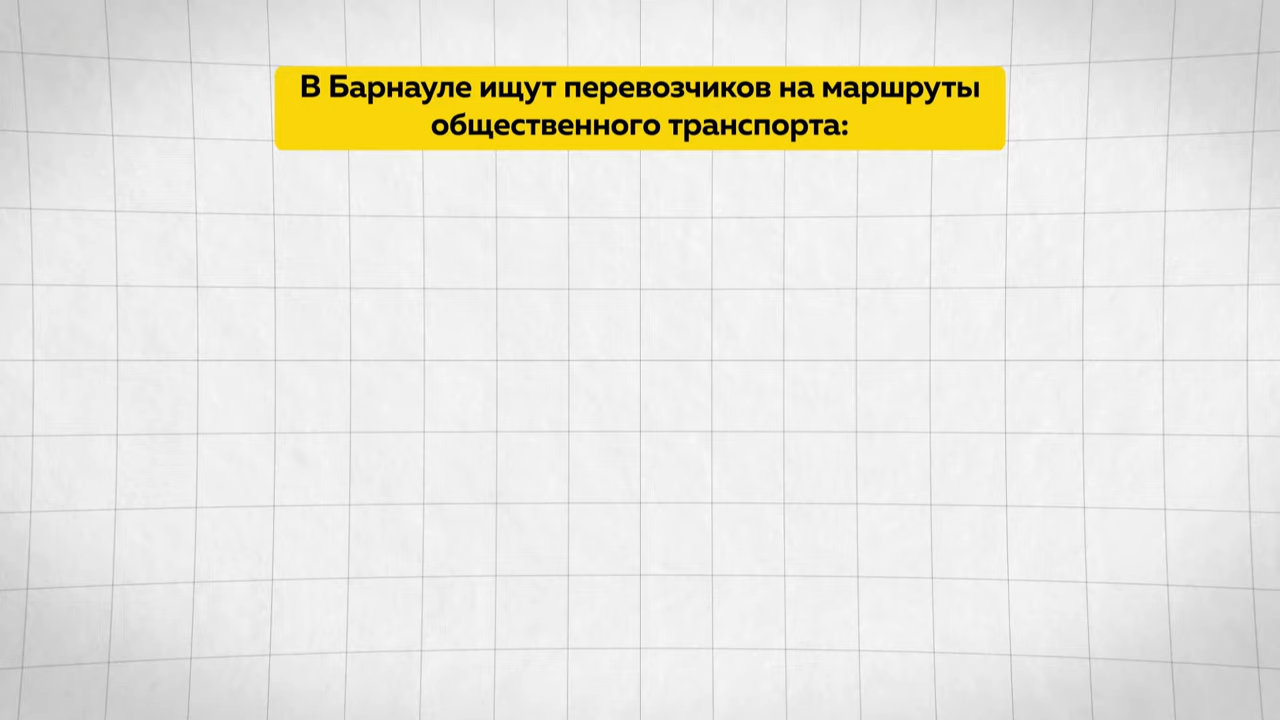 В Барнауле ищут перевозчиков на маршруты
общественного транспорта: